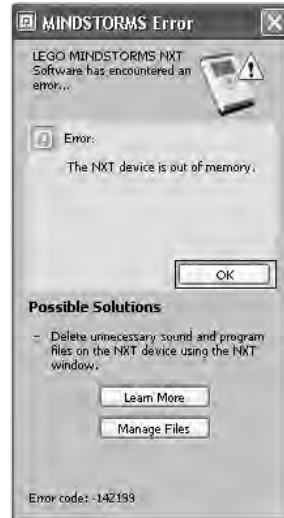 MINDSTORMS Error
LEGO MINDSTORMS NXT
Software has encountered an
error...
Error:
The NXT device is out of memory.
OK
Possible Solutions
- Delete unnecessary sound and program
files on the NXT device using the NXT
window.
Learn More
Manage Files
Error code: -142199